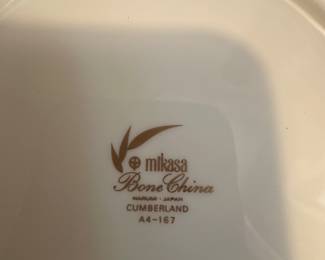 mikasa
Bone China
NARUMI - JAPAN
CUMBERLAND
A4-167